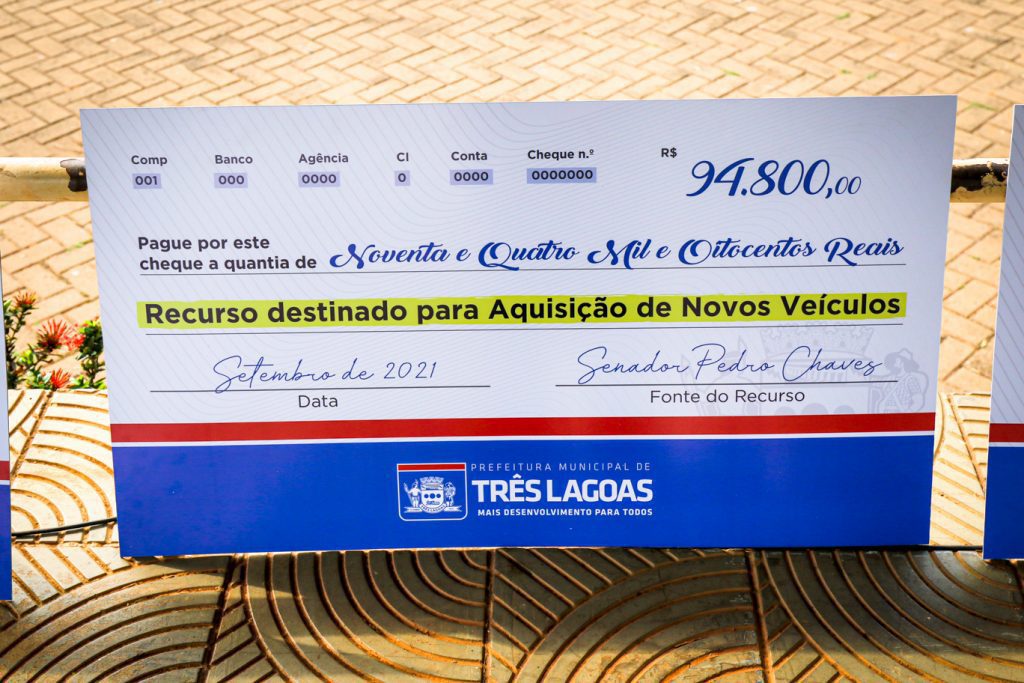 Comp Banco Agência CI Conta Cheque n.º R$ 94.800,00
001 000 0000 0 0000 0000000
Pague por este
cheque a quantia de Noventa e Quatro Mil e Oitocentos Reais
Recurso destinado para Aquisição de Novos Veículos
Setembro de 2021 Senador Pedro Chaves
Data Fonte do Recurso
PREFEITURA MUNICIPAL DE
TRÊS LAGOAS
MAIS DESENVOLVIMENTO PARA TODOS